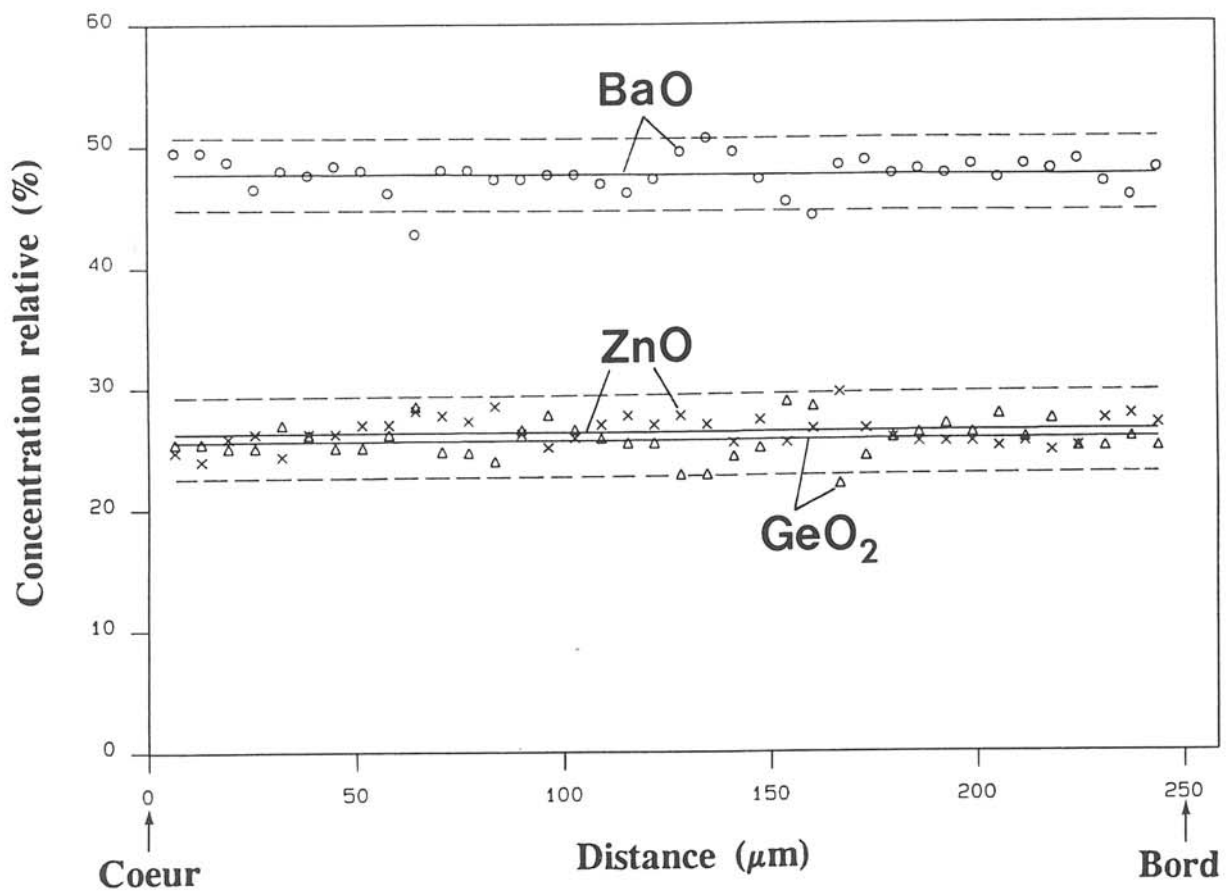 60
50
40
30
20
10
0
Concentration relative (%)
BaO
ZnO
GeO₂
0 50 100 150 200 250
Coeur
Distance (μm)
Bord